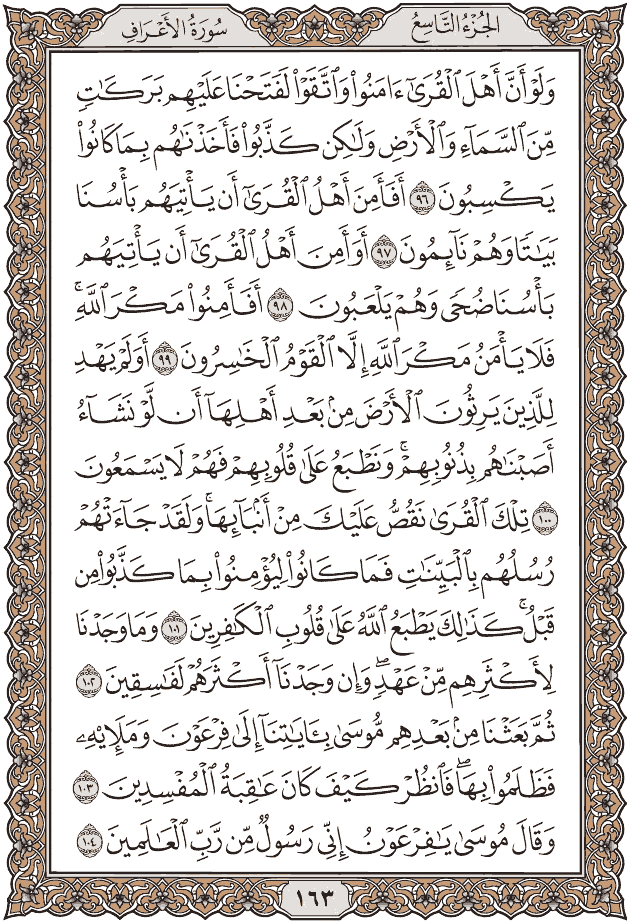 الجُزْءُ التَّاسِعُ
سُورَةُ الأَعْرَافِ
وَلَوْ أَنَّ أَهْلَ ٱلْقُرَىٰٓ ءَامَنُواْ وَٱتَّقَوْاْ لَفَتَحْنَا عَلَيْهِم بَرَكَٰتٖ
مِّنَ ٱلسَّمَآءِ وَٱلْأَرْضِ وَلَٰكِن كَذَّبُواْ فَأَخَذْنَٰهُم بِمَا كَانُواْ
يَكْسِبُونَ ٩٦ أَفَأَمِنَ أَهْلُ ٱلْقُرَىٰٓ أَن يَأْتِيَهُم بَأْسُنَا
بَيَٰتٗا وَهُمْ نَآئِمُونَ ٩٧ أَوَأَمِنَ أَهْلُ ٱلْقُرَىٰٓ أَن يَأْتِيَهُم
بَأْسُنَا ضُحٗى وَهُمْ يَلْعَبُونَ ٩٨ أَفَأَمِنُواْ مَكْرَ ٱللَّهِۚ
فَلَا يَأْمَنُ مَكْرَ ٱللَّهِ إِلَّا ٱلْقَوْمُ ٱلْخَٰسِرُونَ ٩٩ أَوَلَمْ يَهْدِ
لِلَّذِينَ يَرِثُونَ ٱلْأَرْضَ مِنۢ بَعْدِ أَهْلِهَآ أَن لَّوْ نَشَآءُ
أَصَبْنَٰهُم بِذُنُوبِهِمْۚ وَنَطْبَعُ عَلَىٰ قُلُوبِهِمْ فَهُمْ لَا يَسْمَعُونَ
١٠٠ تِلْكَ ٱلْقُرَىٰ نَقُصُّ عَلَيْكَ مِنْ أَنۢبَآئِهَاۚ وَلَقَدْ جَآءَتْهُمْ
رُسُلُهُم بِٱلْبَيِّنَٰتِ فَمَا كَانُواْ لِيُؤْمِنُواْ بِمَا كَذَّبُواْ مِن
قَبْلُۚ كَذَٰلِكَ يَطْبَعُ ٱللَّهُ عَلَىٰ قُلُوبِ ٱلْكَٰفِرِينَ ١٠١ وَمَا وَجَدْنَا
لِأَكْثَرِهِم مِّنْ عَهْدٖۖ وَإِن وَجَدْنَآ أَكْثَرَهُمْ لَفَٰسِقِينَ ١٠٢
ثُمَّ بَعَثْنَا مِنۢ بَعْدِهِم مُّوسَىٰ بِـَٔايَٰتِنَآ إِلَىٰ فِرْعَوْنَ وَمَلَإِيْهِۦ
فَظَلَمُواْ بِهَاۖ فَٱنظُرْ كَيْفَ كَانَ عَٰقِبَةُ ٱلْمُفْسِدِينَ ١٠٣
وَقَالَ مُوسَىٰ يَٰفِرْعَوْنُ إِنِّي رَسُولٞ مِّن رَّبِّ ٱلْعَٰلَمِينَ ١٠٤
١٦٣